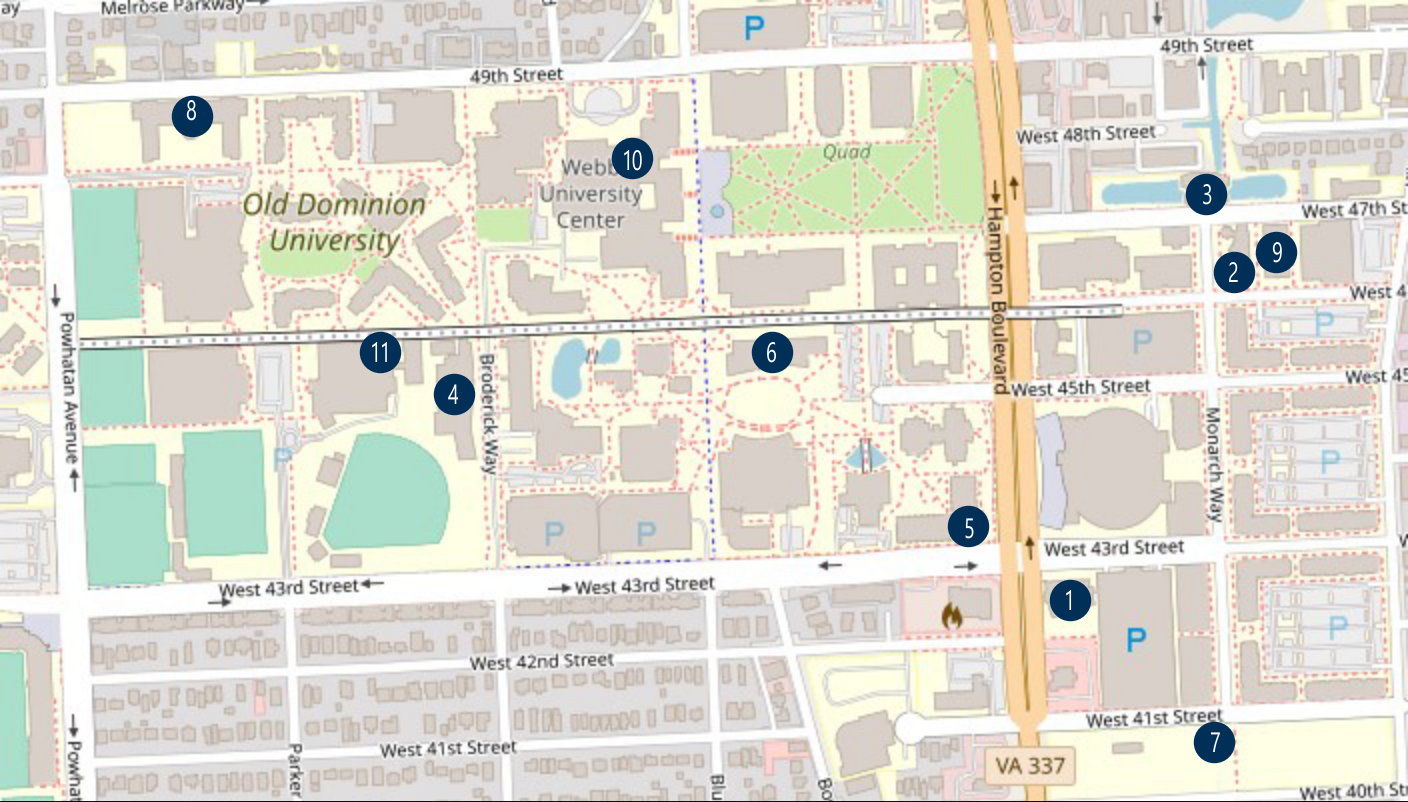 ay
Melrose Parkway
P
49th Street
49th Street
8
West 48th Street
Quad
Webb
10
University
Center
Old Dominion
University
3
West 47th St
Hampton Boulevard
9
2
West 4
Powhatan Avenue
11
6
P
P
Broderick Way
4
West 45th Street
West 45
Monarch Way
P
P
P
P
5
West 43rd Street
West 43rd Street
West 43rd Street
1
P
P
West 42nd Street
West 41st Street
7
West 41st Street
Powhat
Parker
Blu
Bo
VA 337
West 40th St